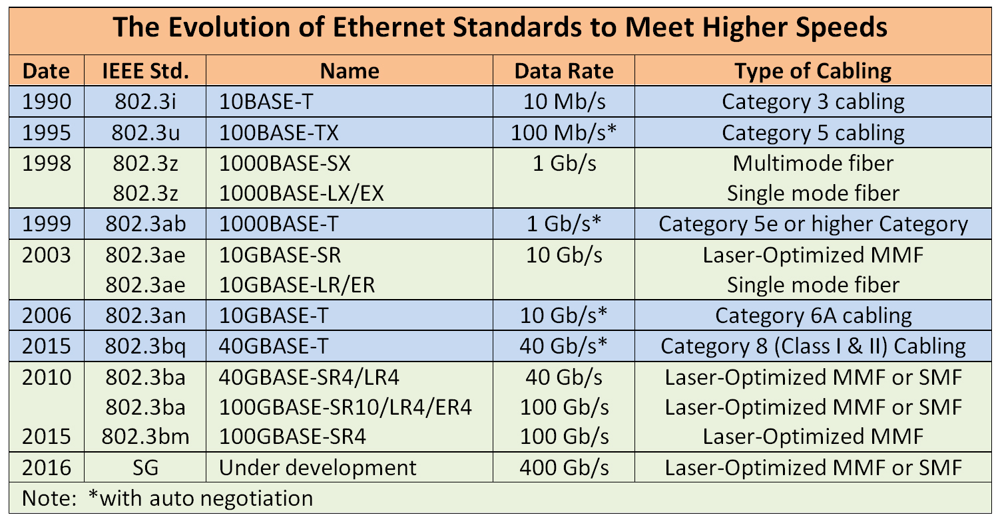 The Evolution of Ethernet Standards to Meet Higher Speeds
Date IEEE Std. Name Data Rate Type of Cabling
1990 802.3i 10BASE-T 10 Mb/s Category 3 cabling
1995 802.3u 100BASE-TX 100 Mb/s* Category 5 cabling
1998 802.3z 1000BASE-SX 1 Gb/s Multimode fiber
802.3z 1000BASE-LX/EX Single mode fiber
1999 802.3ab 1000BASE-T 1 Gb/s* Category 5e or higher Category
2003 802.3ae 10GBASE-SR 10 Gb/s Laser-Optimized MMF
802.3ae 10GBASE-LR/ER Single mode fiber
2006 802.3an 10GBASE-T 10 Gb/s* Category 6A cabling
2015 802.3bq 40GBASE-T 40 Gb/s* Category 8 (Class I & II) Cabling
2010 802.3ba 40GBASE-SR4/LR4 40 Gb/s Laser-Optimized MMF or SMF
802.3ba 100GBASE-SR10/LR4/ER4 100 Gb/s Laser-Optimized MMF or SMF
2015 802.3bm 100GBASE-SR4 100 Gb/s Laser-Optimized MMF
2016 SG Under development 400 Gb/s Laser-Optimized MMF or SMF
Note: *with auto negotiation